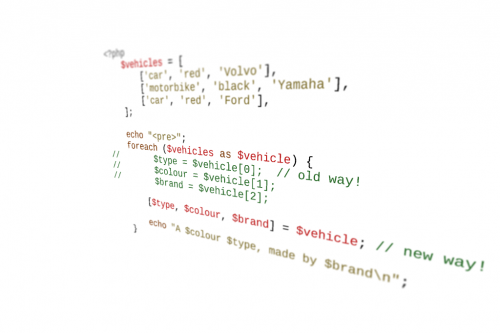 <?php
$vehicles = [
['car', 'red', 'Volvo'],
['motorbike', 'black', 'Yamaha'],
['car', 'red', 'Ford'],
];
echo "<pre>";
foreach ($vehicles as $vehicle) {
// $type = $vehicle[0]; // old way!
// $colour = $vehicle[1];
// $brand = $vehicle[2];
[$type, $colour, $brand] = $vehicle; // new way!
echo "A $colour $type, made by $brand\n";
}